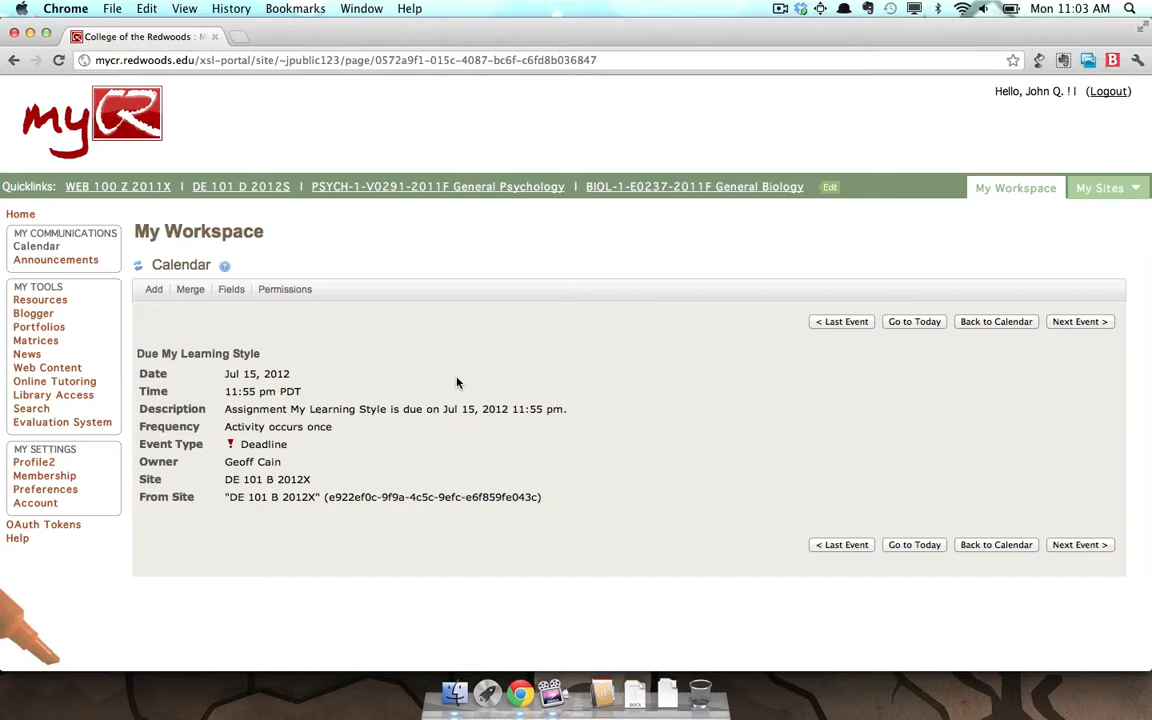 Chrome File Edit View History Bookmarks Window Help Mon 11:03 AM
College of the Redwoods : M
mycr.redwoods.edu/xsl-portal/site/~jpublic123/page/0572a9f1-015c-4087-bc6f-c6fd8b036847
Hello, John Q. ! I (Logout)
my CR
Quicklinks: WEB 100 Z 2011X | DE 101 D 2012S | PSYCH-1-V0291-2011F General Psychology | BIOL-1-E0237-2011F General Biology Edit My Workspace My Sites
Home
MY COMMUNICATIONS
Calendar
Announcements
MY TOOLS
Resources
Blogger
Portfolios
Matrices
News
Web Content
Online Tutoring
Library Access
Search
Evaluation System
MY SETTINGS
Profile2
Membership
Preferences
Account
OAuth Tokens
Help
My Workspace
Calendar
Add Merge Fields Permissions
< Last Event Go to Today Back to Calendar Next Event >
Due My Learning Style
Date Jul 15, 2012
Time 11:55 pm PDT
Description Assignment My Learning Style is due on Jul 15, 2012 11:55 pm.
Frequency Activity occurs once
Event Type Deadline
Owner Geoff Cain
Site DE 101 B 2012X
From Site "DE 101 B 2012X" (e922ef0c-9f9a-4c5c-9efc-e6f859fe043c)
< Last Event Go to Today Back to Calendar Next Event >